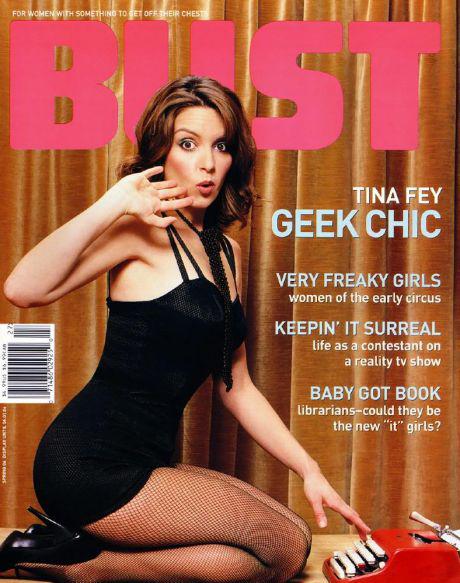 FOR WOMEN WITH SOMETHING TO GET OFF THEIR CHESTS
BUST
TINA FEY
GEEK CHIC
VERY FREAKY GIRLS
women of the early circus
KEEPIN' IT SURREAL
life as a contestant on
a reality tv show
BABY GOT BOOK
librarians–could they be
the new "it" girls?